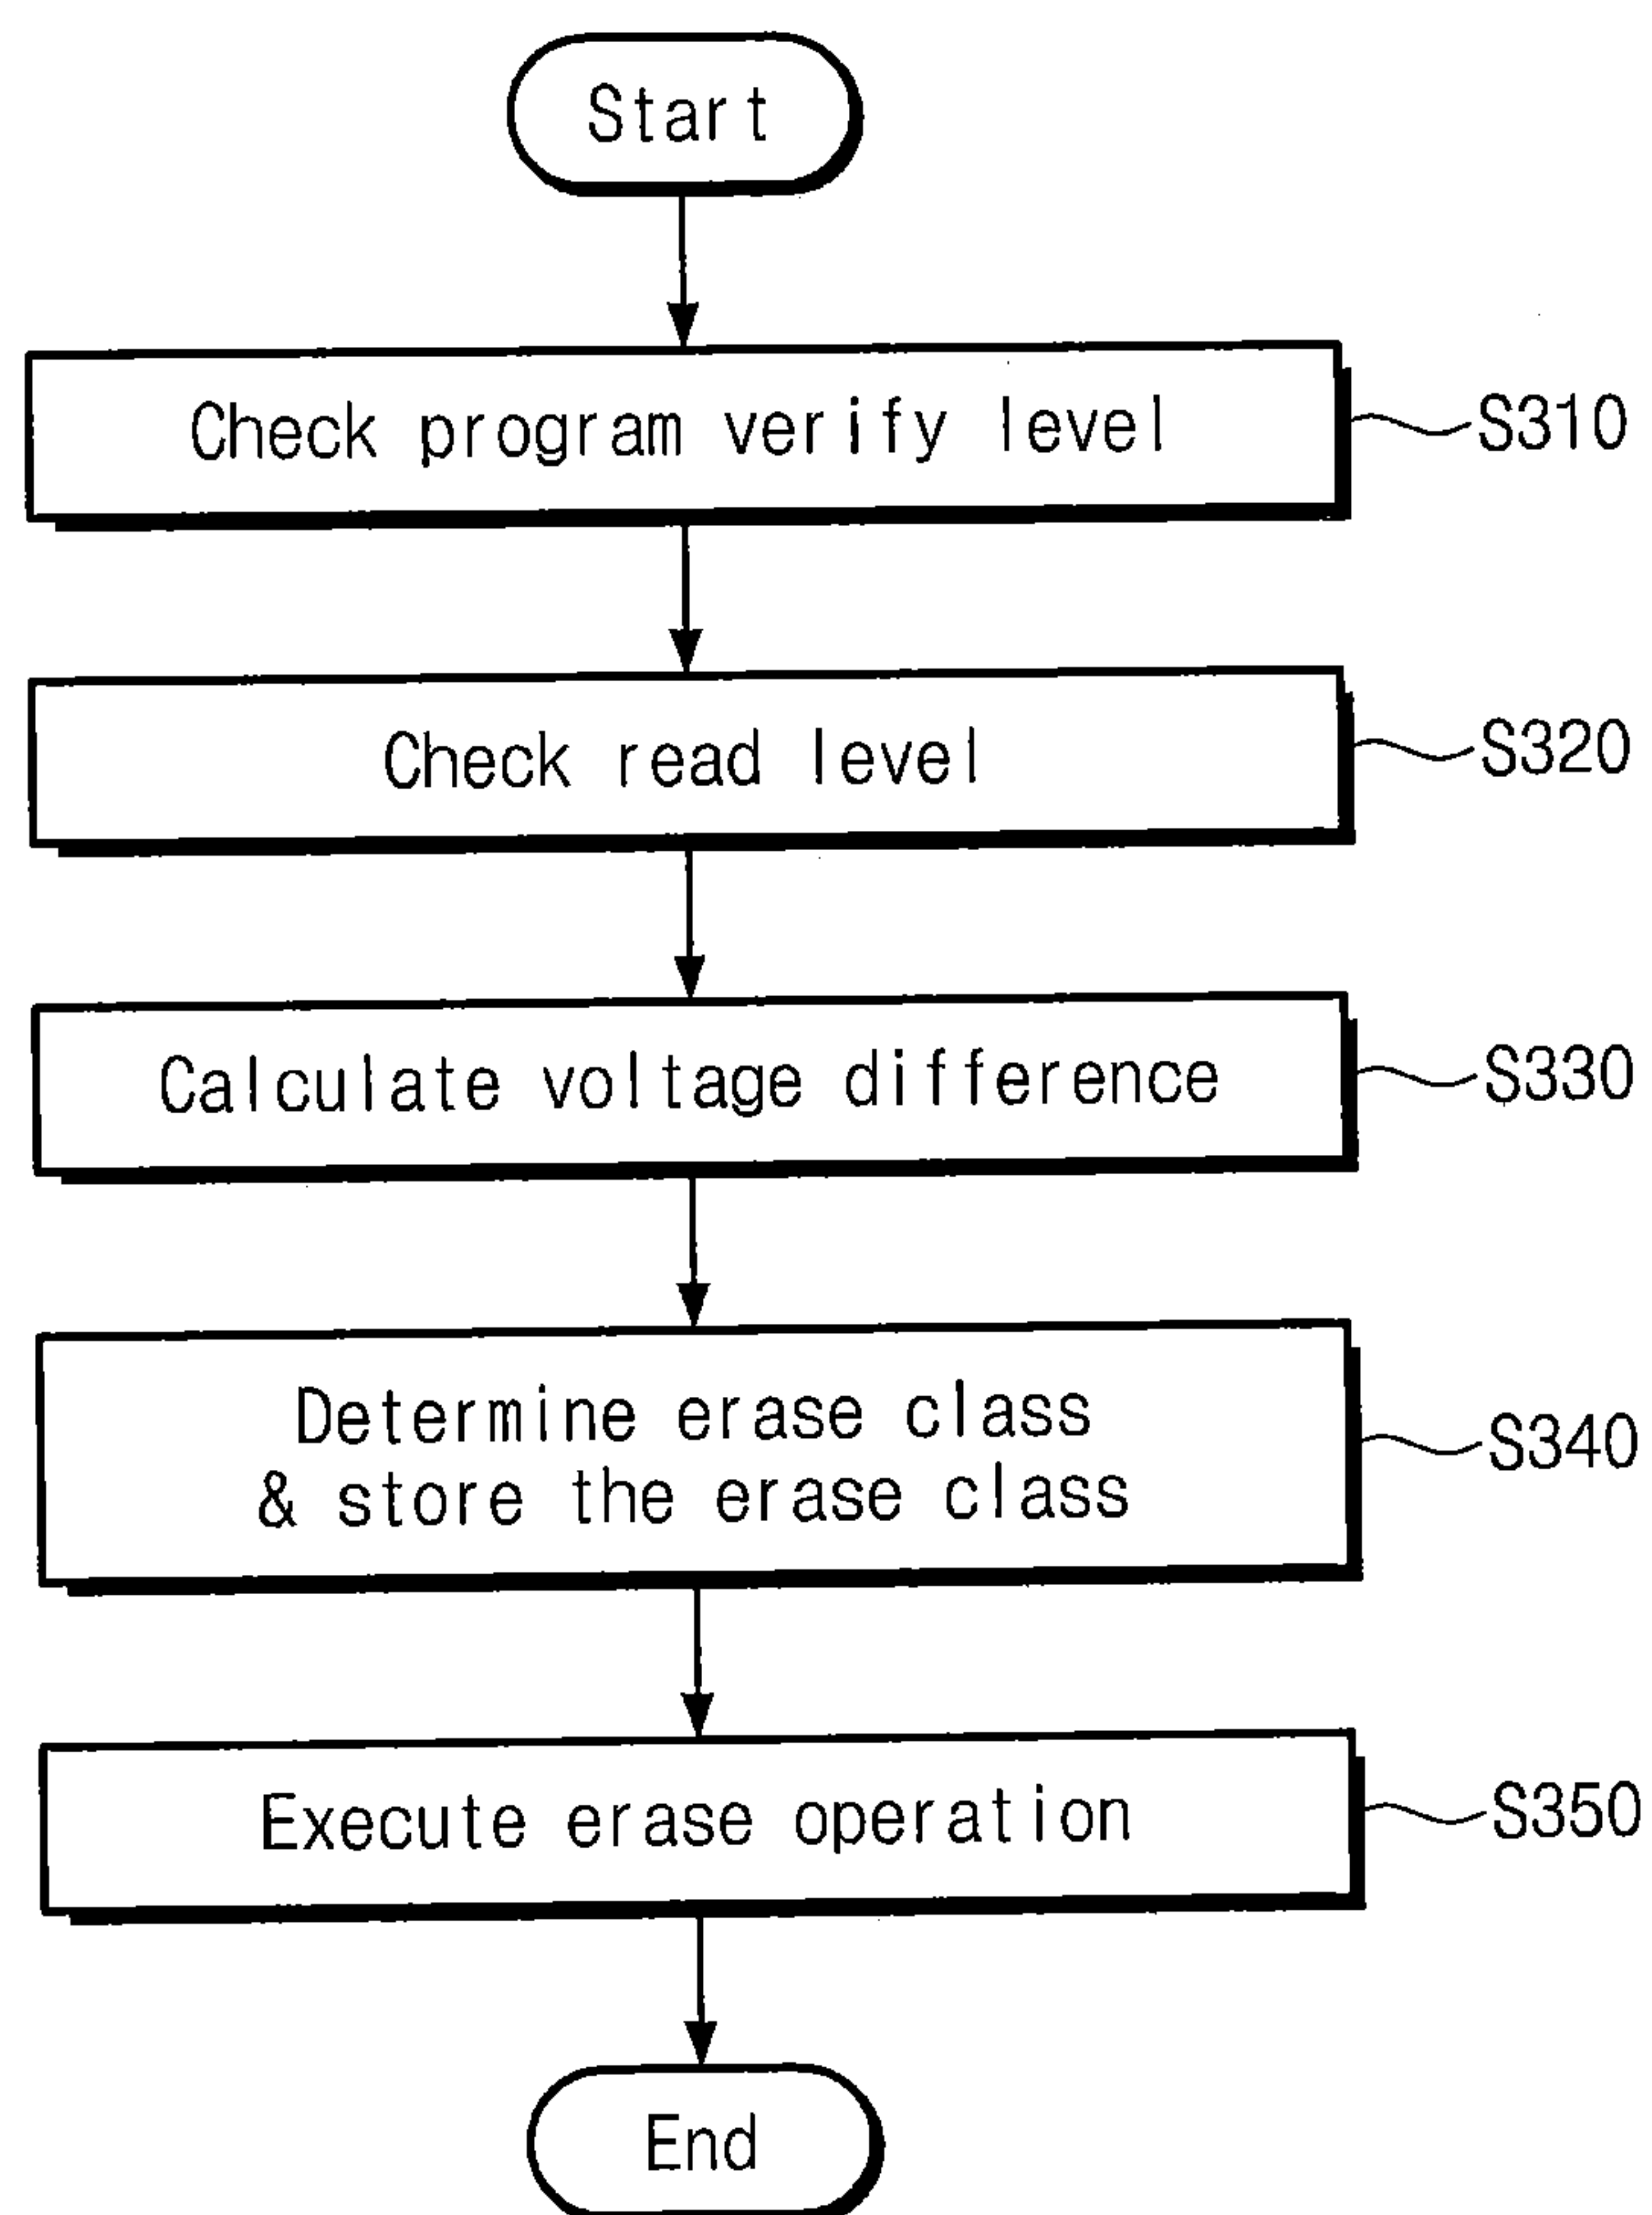 Start
Check program verify level
S310
Check read level
S320
Calculate voltage difference
S330
Determine erase class
& store the erase class
S340
Execute erase operation
S350
End